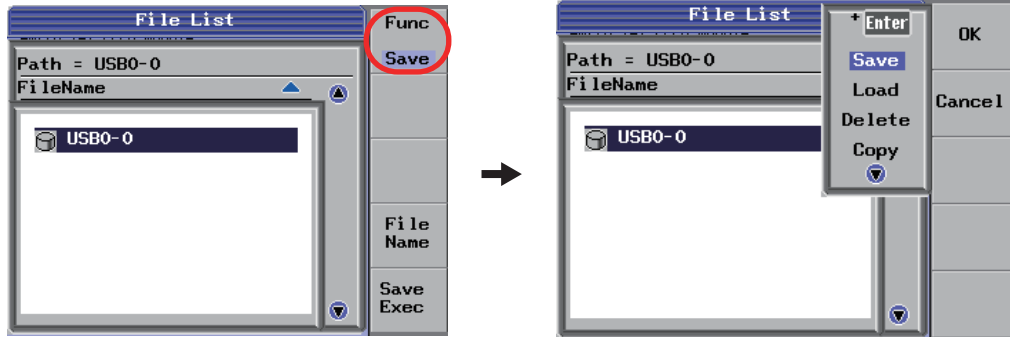 File List
Path = USB0-0
FileName
USB0-0
Func
Save
File
Name
Save
Exec
File List
Path = USB0-0
FileName
USB0-0
+ Enter
Save
Load
Delete
Copy
OK
Cancel